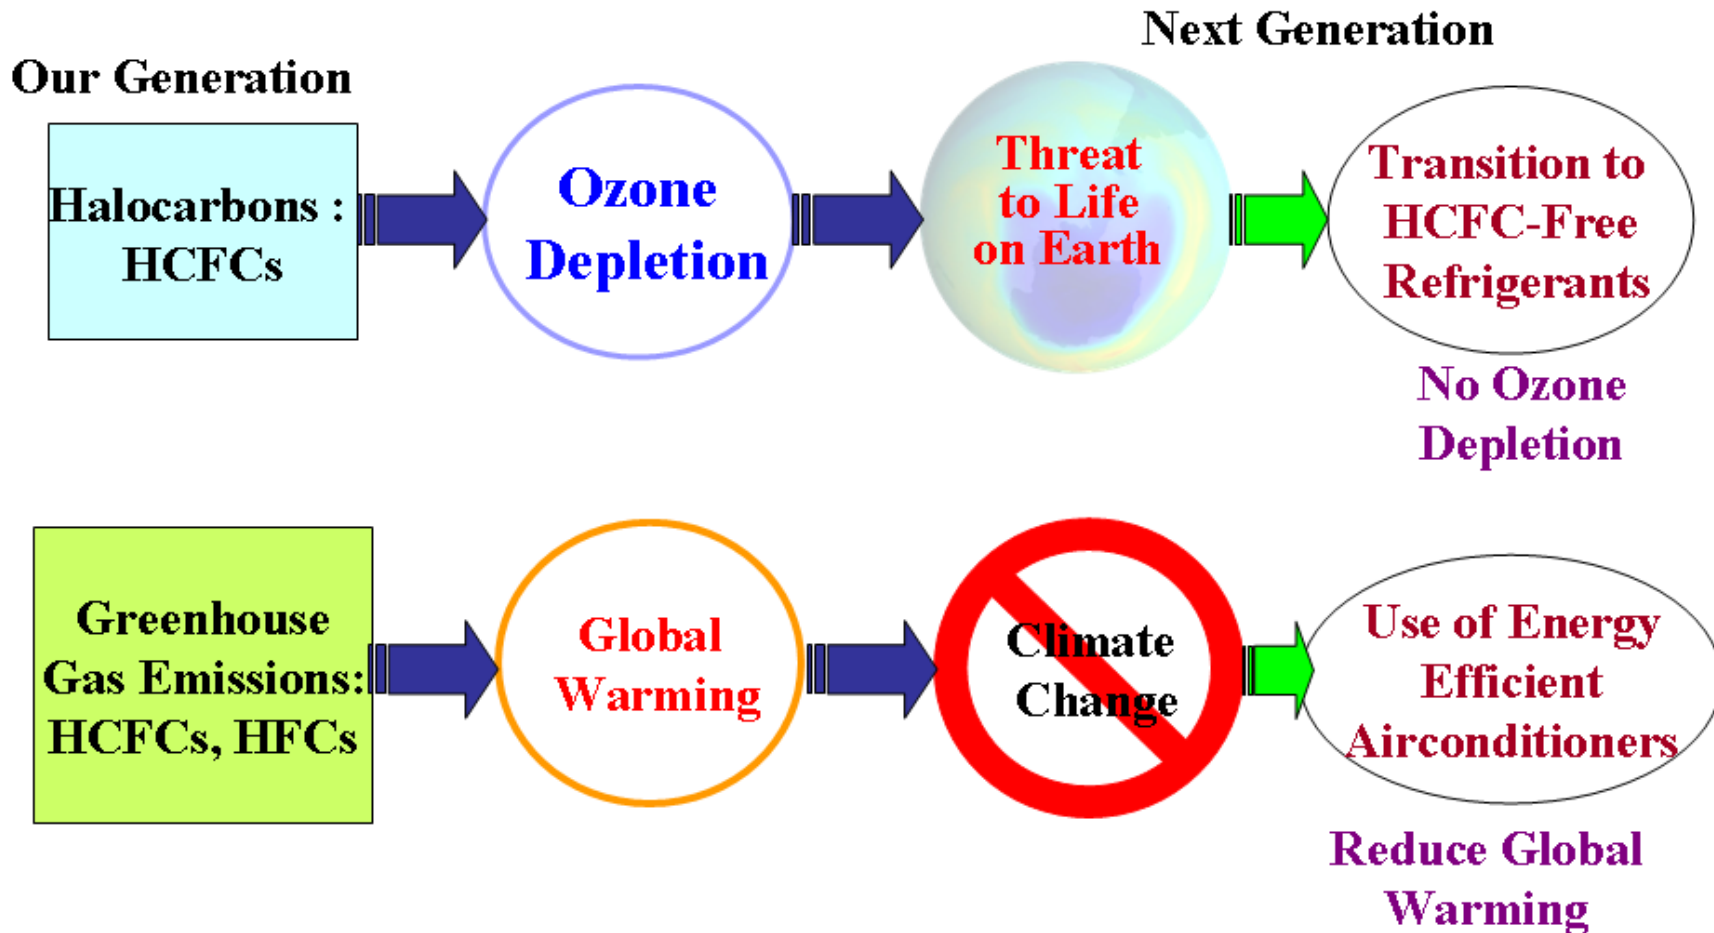 Next Generation
Our Generation
Halocarbons :
HCFCs
Ozone
Depletion
Threat
to Life
on Earth
Transition to
HCFC-Free
Refrigerants
No Ozone
Depletion
Greenhouse
Gas Emissions:
HCFCs, HFCs
Global
Warming
Climate
Change
Use of Energy
Efficient
Airconditioners
Reduce Global
Warming